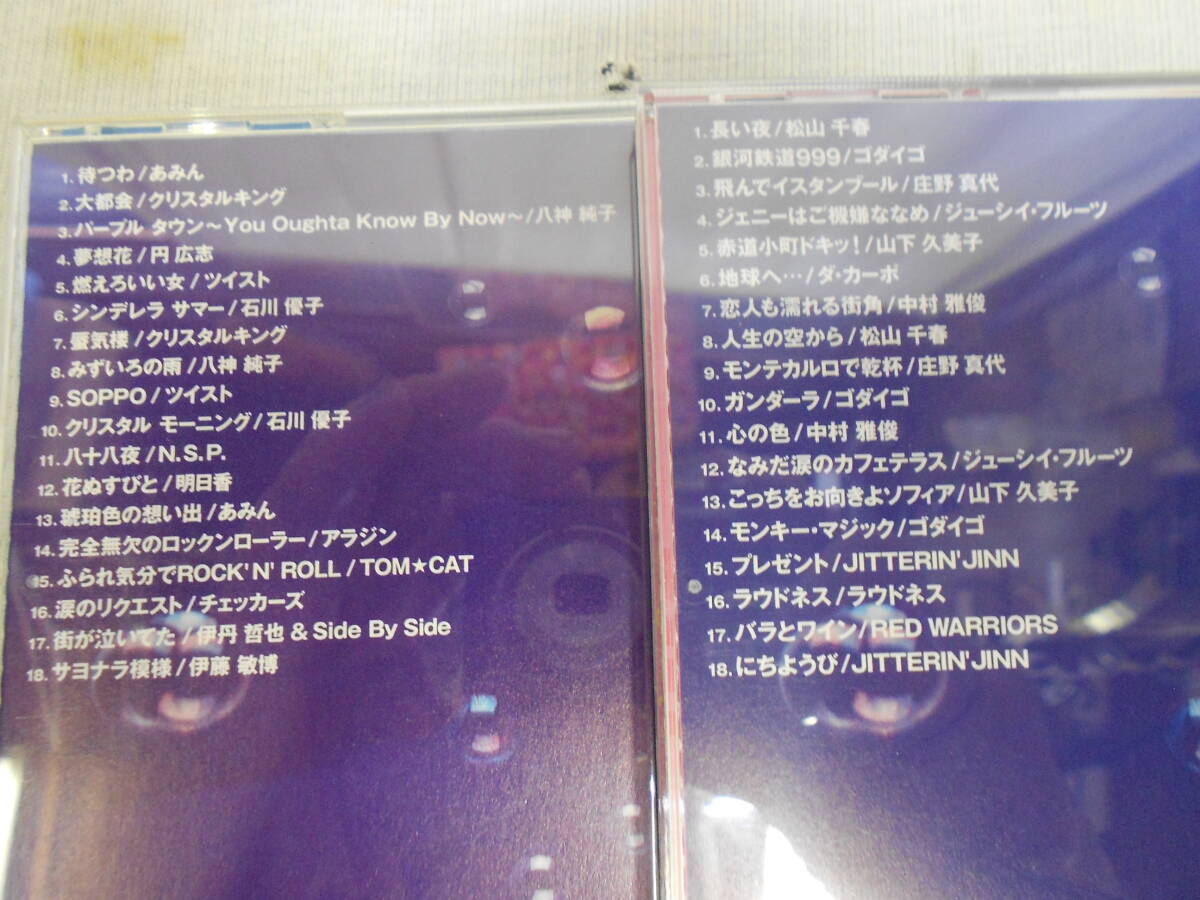 1. 待つわ/あみん
2. 大都会/クリスタルキング
3. パープル タウン～You Oughta Know By Now～/八神 純子
4. 夢想花/円 広志
5. 燃えろいい女/ツイスト
6. シンデレラ サマー/石川 優子
7. 蜃気楼/クリスタルキング
8. みずいろの雨/八神 純子
9. SOPPO/ツイスト
10. クリスタル モーニング/石川 優子
11. 八十八夜/N.S.P.
12. 花ぬすびと/明日香
13. 琥珀色の想い出/あみん
14. 完全無欠のロックンローラー/アラジン
15. ふられ気分でROCK'N' ROLL/TOM★CAT
16. 涙のリクエスト/チェッカーズ
17. 街が泣いてた/伊丹 哲也 & Side By Side
18. サヨナラ模様/伊藤 敏博
1. 長い夜/松山 千春
2. 銀河鉄道999/ゴダイゴ
3. 飛んでイスタンブール/庄野 真代
4. ジェニーはご機嫌ななめ/ジューシィ・フルーツ
5. 赤道小町ドキッ!/山下 久美子
6. 地球へ…/ダ・カーポ
7. 恋人も濡れる街角/中村 雅俊
8. 人生の空から/松山 千春
9. モンテカルロで乾杯/庄野 真代
10. ガンダーラ/ゴダイゴ
11. 心の色/中村 雅俊
12. なみだ涙のカフェテラス/ジューシィ・フルーツ
13. こっちをお向きよソフィア/山下 久美子
14. モンキー・マジック/ゴダイゴ
15. プレゼント/JITTERIN'JINN
16. ラウドネス/ラウドネス
17. バラとワイン/RED WARRIORS
18. にちようび/JITTERIN'JINN